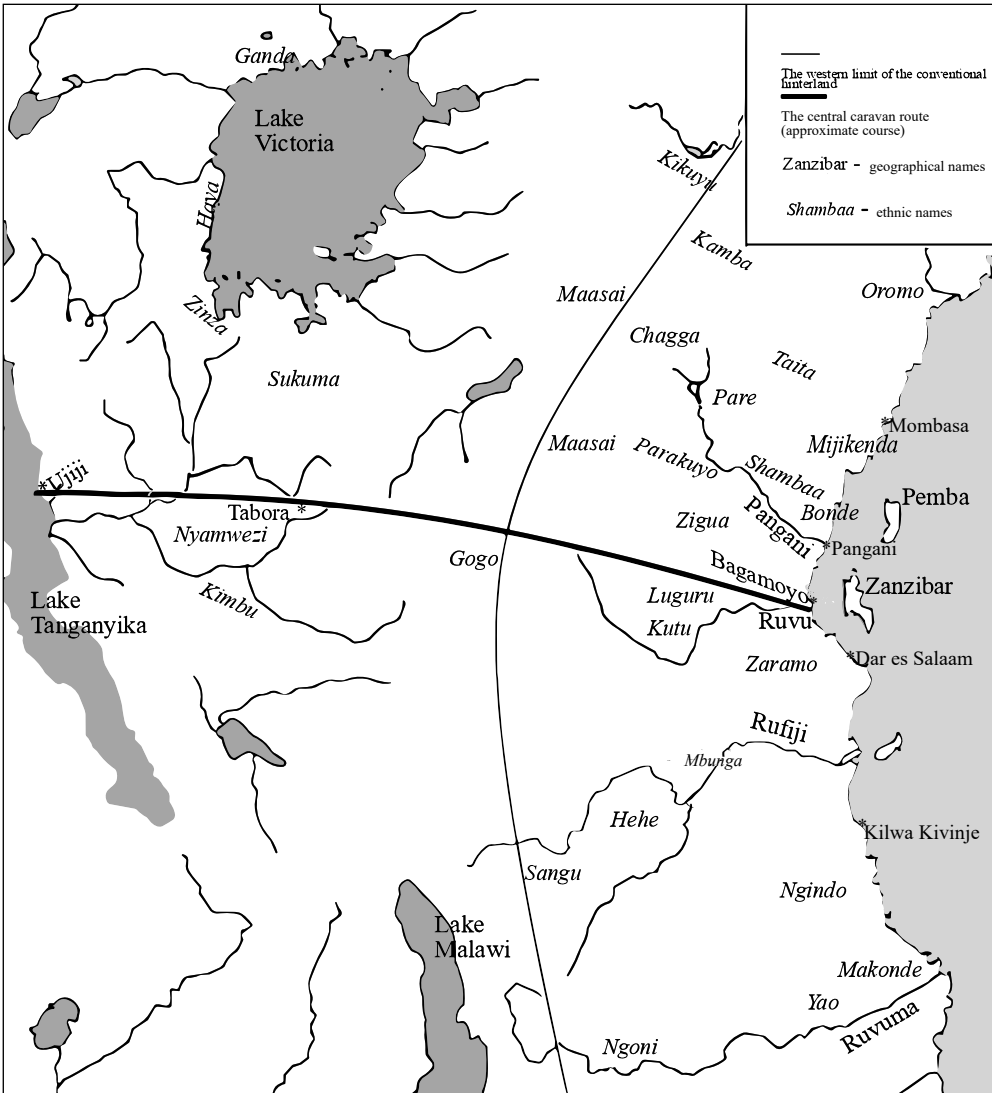 The western limit of the conventional
hinterland
The central caravan route
(approximate course)
Zanzibar - geographical names
Shambaa - ethnic names
Ganda
Lake
Victoria
Kikuyu
Haya
Kamba
Oromo
Maasai
Zinza
Chagga
Taita
Sukuma
Pare
Mombasa
Mijikenda
Maasai
Parakuyo
Shambaa
Ujiji
Pemba
Tabora
Bonde
Zigua
Pangani
Nyamwezi
Pangani
Gogo
Bagamoyo
Zanzibar
Kimbu
Luguru
Lake
Tanganyika
Kutu
Ruvu
Zaramo
Dar es Salaam
Rufiji
Mbunga
Hehe
Kilwa Kivinje
Sangu
Ngindo
Lake
Malawi
Makonde
Yao
Ruvuma
Ngoni